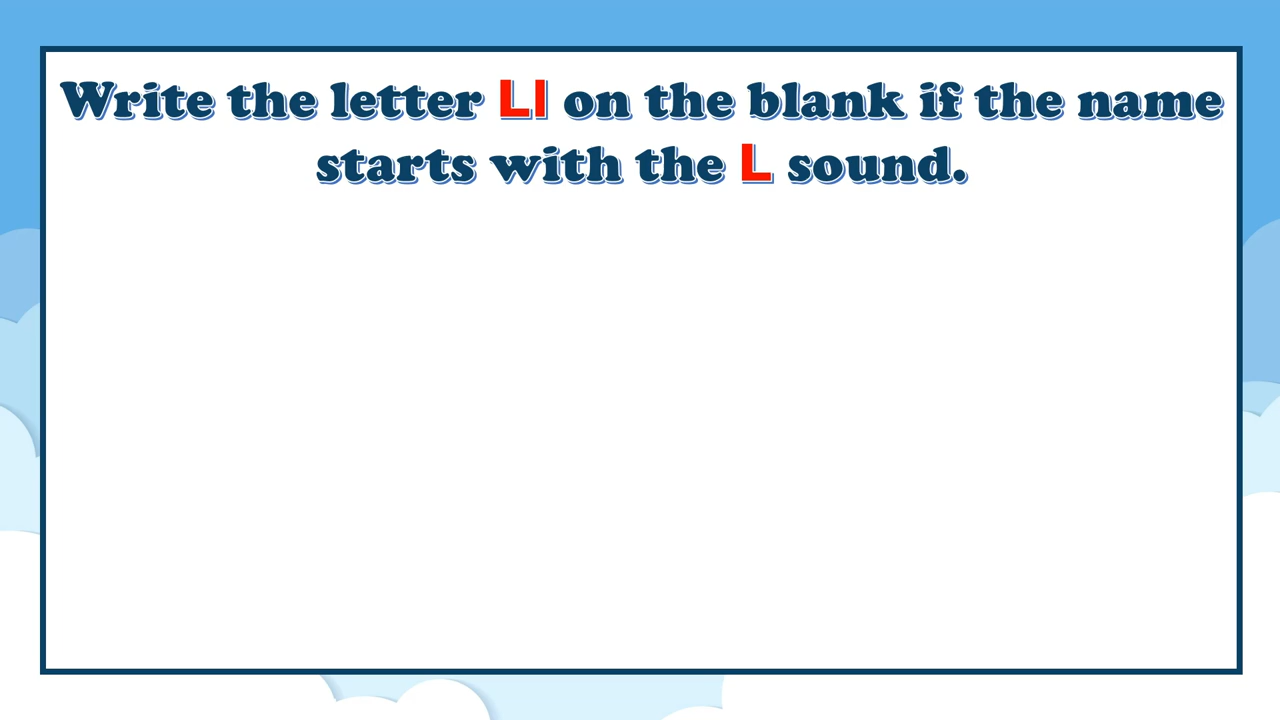 Write the letter Ll on the blank if the name
starts with the L sound.